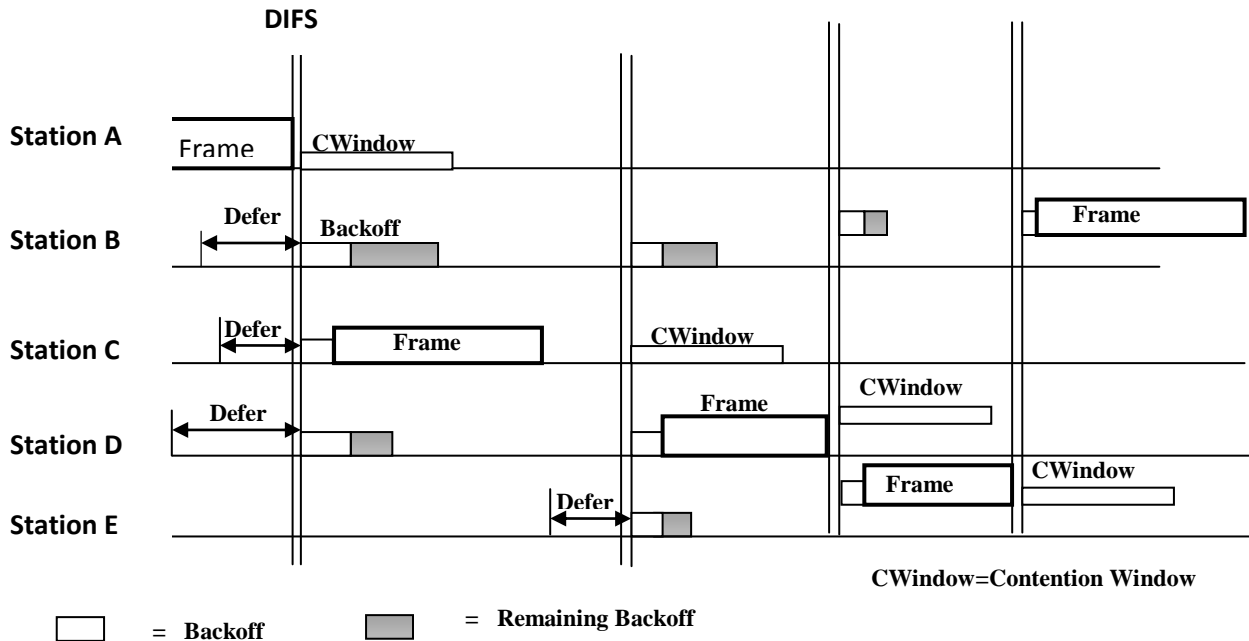 DIFS
Station A
Frame
CWindow
Station B
Defer
Backoff
Frame
Station C
Defer
Frame
CWindow
CWindow
Station D
Defer
Frame
Station E
Defer
Frame
CWindow
CWindow=Contention Window
= Backoff
= Remaining Backoff